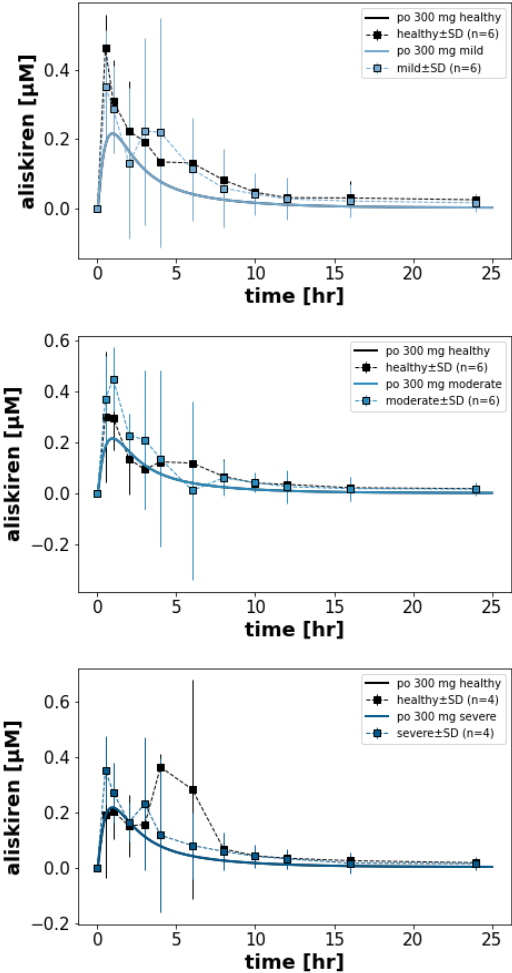 po 300 mg healthy
healthy±SD (n=6)
po 300 mg mild
mild±SD (n=6)
aliskiren [µM]
0.4
0.2
0.0
0 5 10 15 20 25
time [hr]
po 300 mg healthy
healthy±SD (n=6)
po 300 mg moderate
moderate±SD (n=6)
aliskiren [µM]
0.6
0.4
0.2
0.0
−0.2
0 5 10 15 20 25
time [hr]
po 300 mg healthy
healthy±SD (n=4)
po 300 mg severe
severe±SD (n=4)
aliskiren [µM]
0.6
0.4
0.2
0.0
−0.2
0 5 10 15 20 25
time [hr]